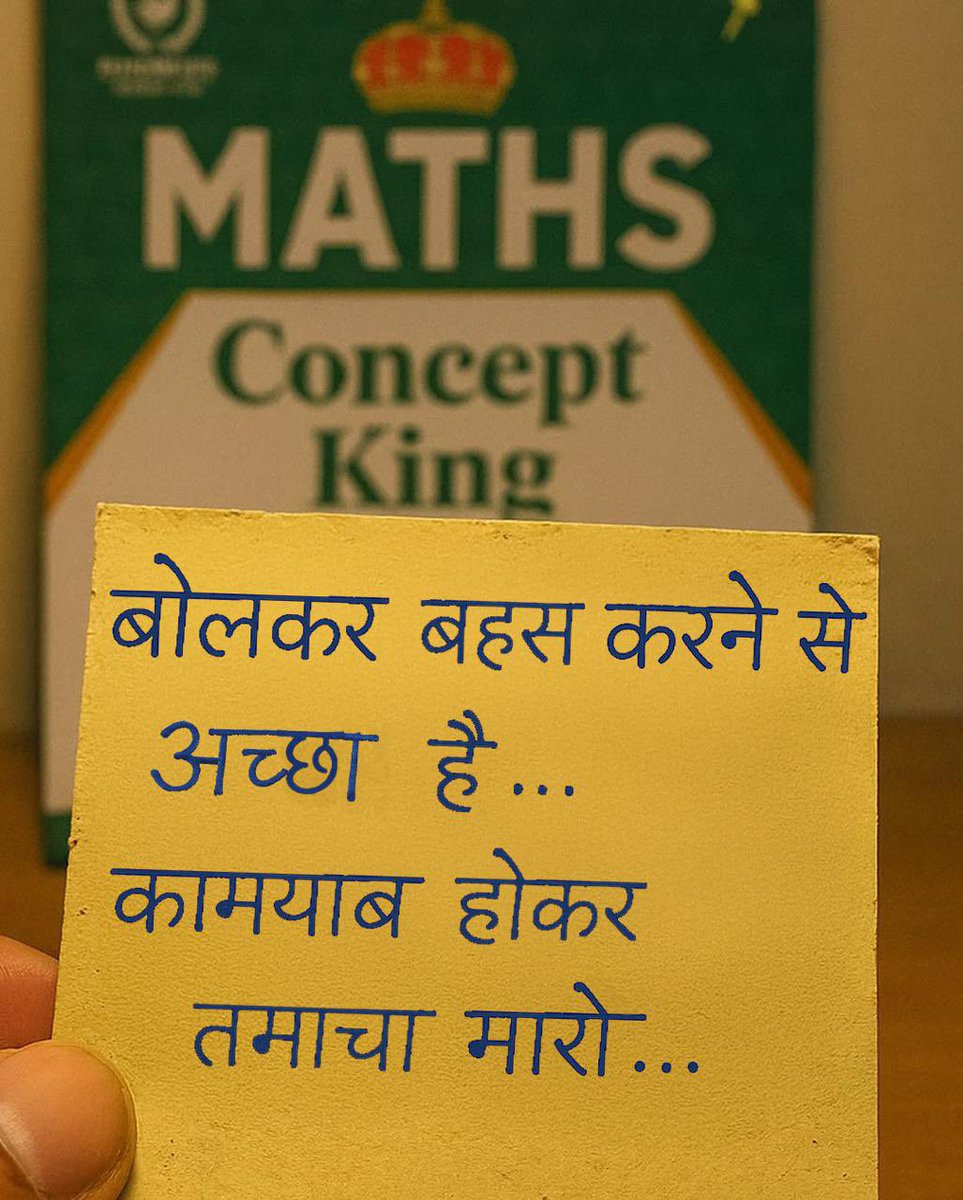 MATHS
Concept
King
बोलकर बहस करने से
अच्छा है...
कामयाब होकर
तमाचा मारो...